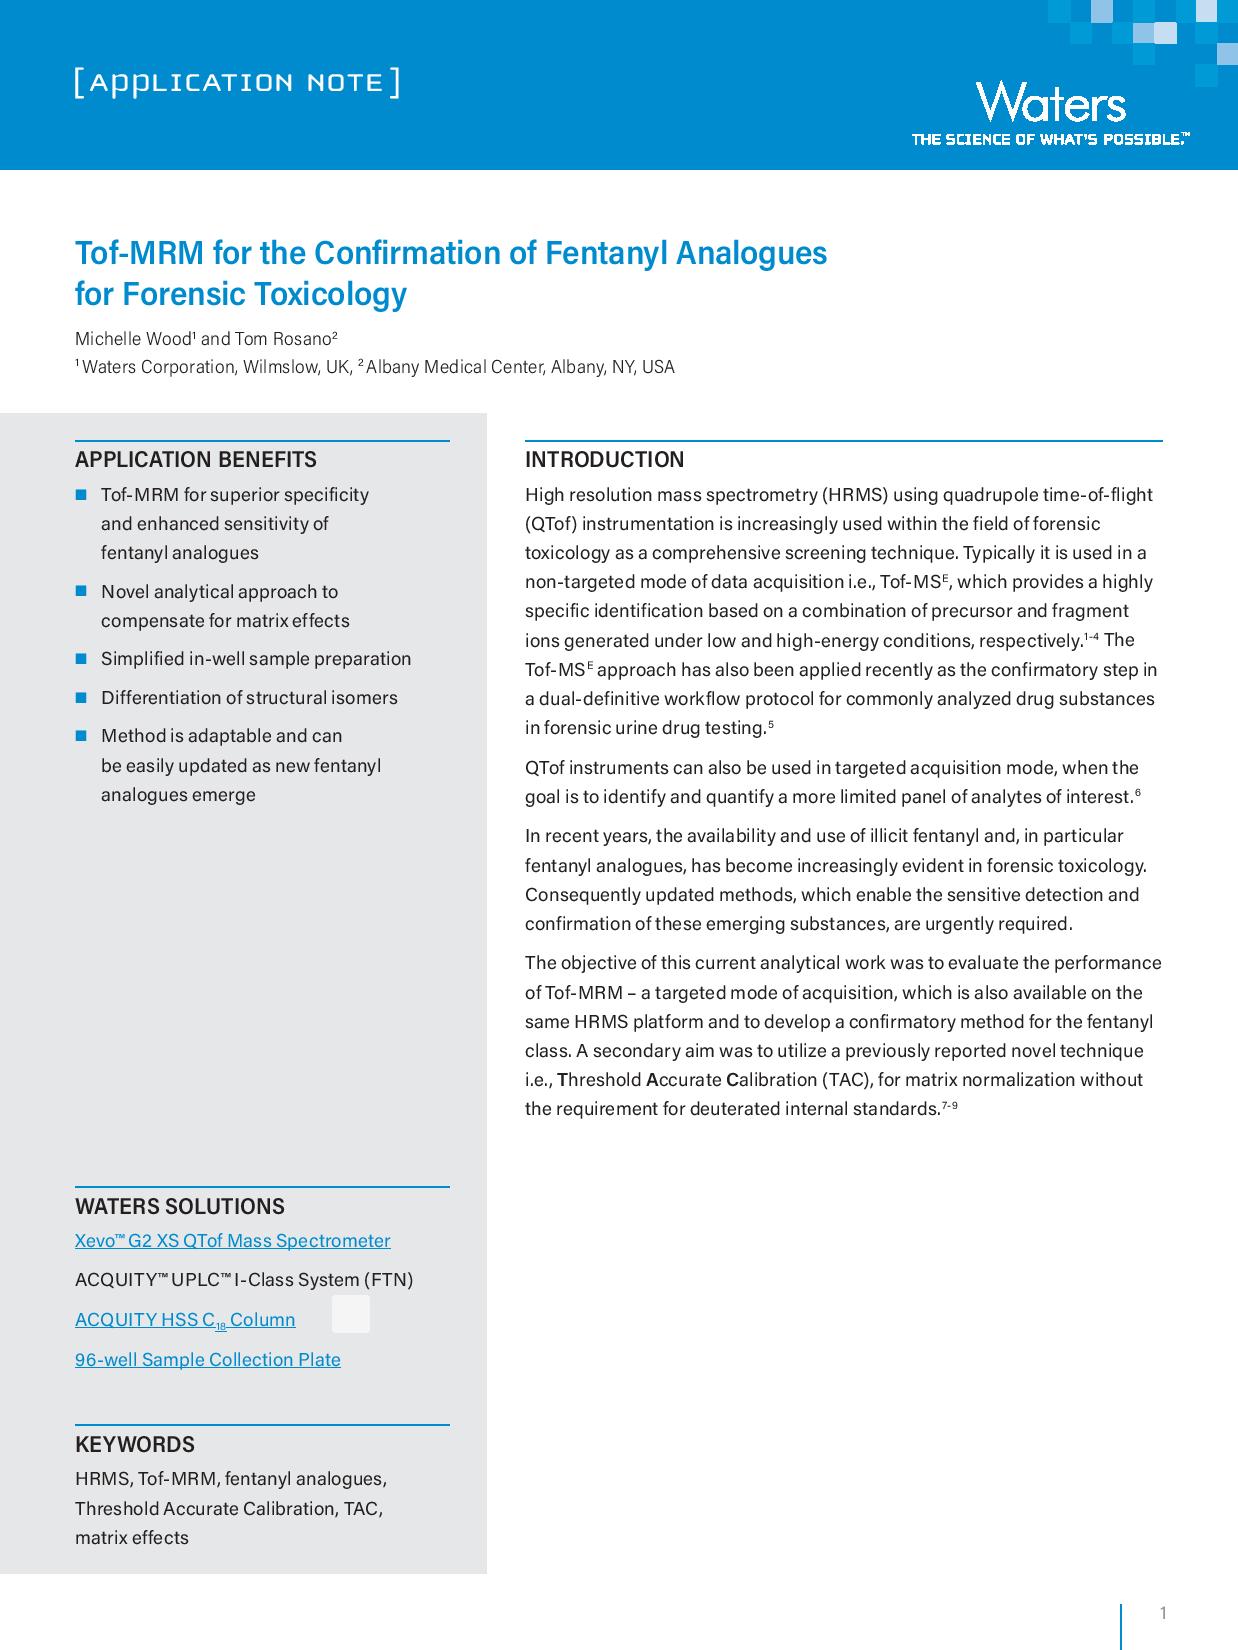 [APPLICATION NOTE]
Waters
THE SCIENCE OF WHAT'S POSSIBLE.™
Tof-MRM for the Confirmation of Fentanyl Analogues
for Forensic Toxicology
Michelle Wood¹ and Tom Rosano²
¹Waters Corporation, Wilmslow, UK, ²Albany Medical Center, Albany, NY, USA
APPLICATION BENEFITS
■ Tof-MRM for superior specificity
and enhanced sensitivity of
fentanyl analogues
■ Novel analytical approach to
compensate for matrix effects
■ Simplified in-well sample preparation
■ Differentiation of structural isomers
■ Method is adaptable and can
be easily updated as new fentanyl
analogues emerge
WATERS SOLUTIONS
Xevo™ G2 XS QTof Mass Spectrometer
ACQUITY™ UPLC™ I-Class System (FTN)
ACQUITY HSS C₁₈ Column
96-well Sample Collection Plate
KEYWORDS
HRMS, Tof-MRM, fentanyl analogues,
Threshold Accurate Calibration, TAC,
matrix effects
INTRODUCTION
High resolution mass spectrometry (HRMS) using quadrupole time-of-flight
(QTof) instrumentation is increasingly used within the field of forensic
toxicology as a comprehensive screening technique. Typically it is used in a
non-targeted mode of data acquisition i.e., Tof-MSᴱ, which provides a highly
specific identification based on a combination of precursor and fragment
ions generated under low and high-energy conditions, respectively.¹⁻⁴ The
Tof-MSᴱ approach has also been applied recently as the confirmatory step in
a dual-definitive workflow protocol for commonly analyzed drug substances
in forensic urine drug testing.⁵
QTof instruments can also be used in targeted acquisition mode, when the
goal is to identify and quantify a more limited panel of analytes of interest.⁶
In recent years, the availability and use of illicit fentanyl and, in particular
fentanyl analogues, has become increasingly evident in forensic toxicology.
Consequently updated methods, which enable the sensitive detection and
confirmation of these emerging substances, are urgently required.
The objective of this current analytical work was to evaluate the performance
of Tof-MRM – a targeted mode of acquisition, which is also available on the
same HRMS platform and to develop a confirmatory method for the fentanyl
class. A secondary aim was to utilize a previously reported novel technique
i.e., Threshold Accurate Calibration (TAC), for matrix normalization without
the requirement for deuterated internal standards.⁷⁻⁹
1